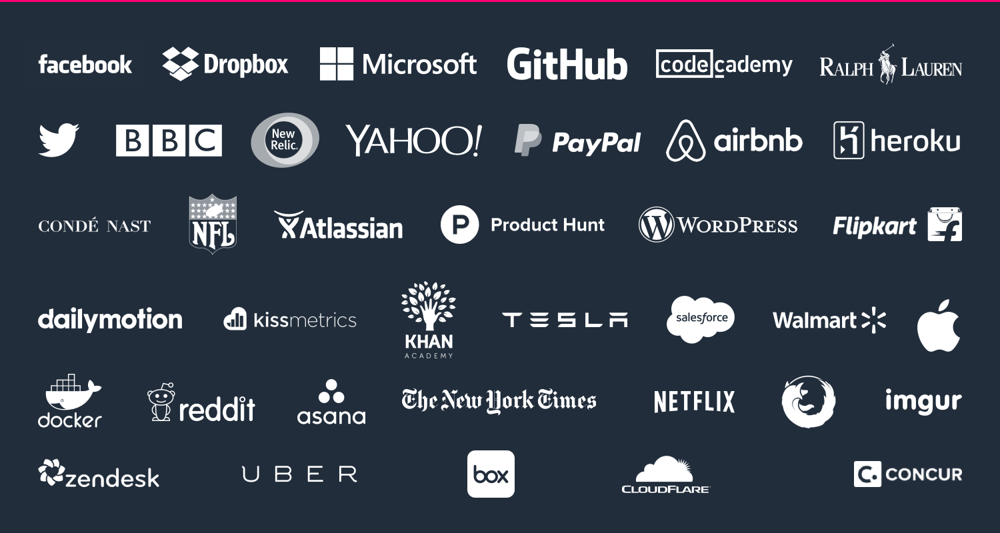 facebook Dropbox Microsoft GitHub codecademy RALPH LAUREN
BBC New Relic. YAHOO! P PayPal airbnb heroku
CONDÉ NAST NFL Atlassian P Product Hunt W WORDPRESS Flipkart f
dailymotion kissmetrics KHAN ACADEMY TESLA salesforce Walmart
docker reddit asana The New York Times NETFLIX imgur
zendesk UBER box CLOUDFLARE C. CONCUR